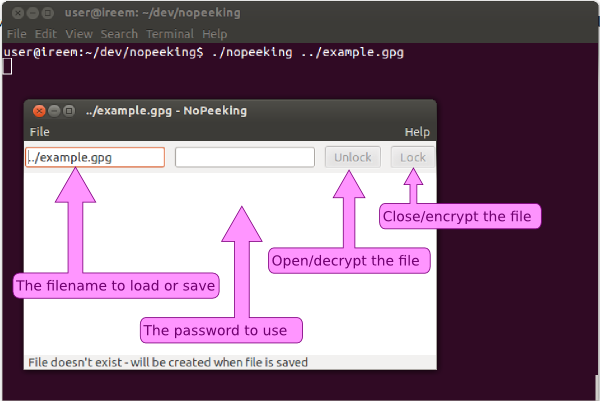 user@ireem: ~/dev/nopeeking
File Edit View Search Terminal Help
user@ireem:~/dev/nopeeking$ ./nopeeking ../example.gpg
../example.gpg - NoPeeking
File Help
../example.gpg Unlock Lock
Close/encrypt the file
Open/decrypt the file
The filename to load or save
The password to use
File doesn't exist - will be created when file is saved